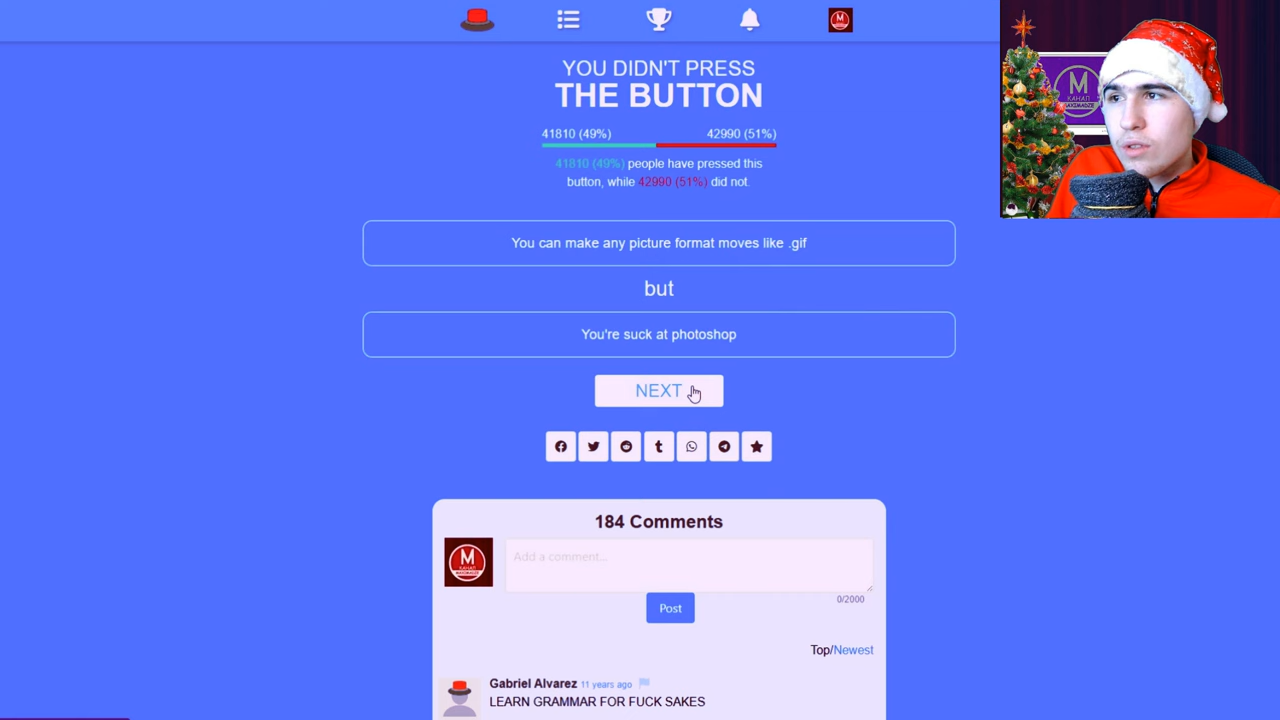 YOU DIDN'T PRESS
THE BUTTON
41810 (49%) 42990 (51%)
41810 (49%) people have pressed this
button, while 42990 (51%) did not.
You can make any picture format moves like .gif
but
You're suck at photoshop
NEXT
184 Comments
M
КАНАЛ
Add a comment...
0/2000
Post
Top/Newest
Gabriel Alvarez 11 years ago
LEARN GRAMMAR FOR FUCK SAKES
M
КАНАЛ